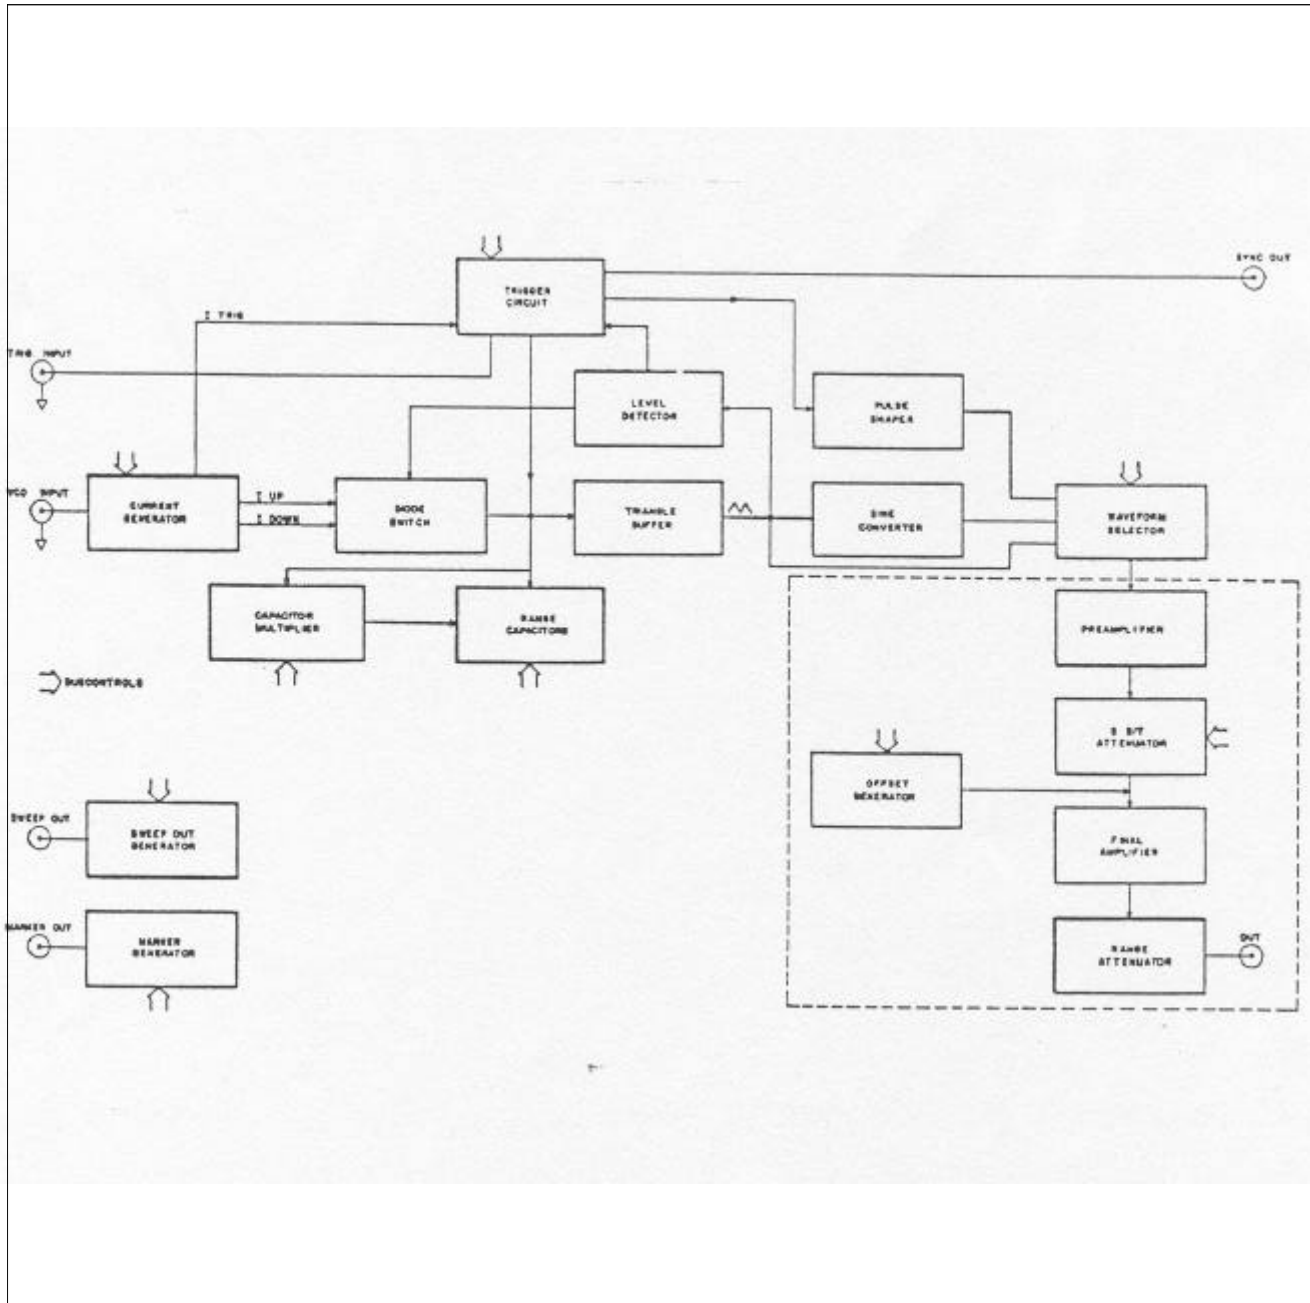 SYNC OUT
TRIGGER
CIRCUIT
I TRIG
TRIG INPUT
LEVEL
DETECTOR
PULSE
SHAPER
VCO INPUT
CURRENT
GENERATOR
I UP
I DOWN
DIODE
SWITCH
TRIANGLE
BUFFER
SINE
CONVERTER
WAVEFORM
SELECTOR
CAPACITOR
MULTIPLIER
RANGE
CAPACITORS
PREAMPLIFIER
BUSCONTROLS
8 BIT
ATTENUATOR
OFFSET
GENERATOR
SWEEP OUT
SWEEP OUT
GENERATOR
FINAL
AMPLIFIER
MARKER OUT
MARKER
GENERATOR
RANGE
ATTENUATOR
OUT